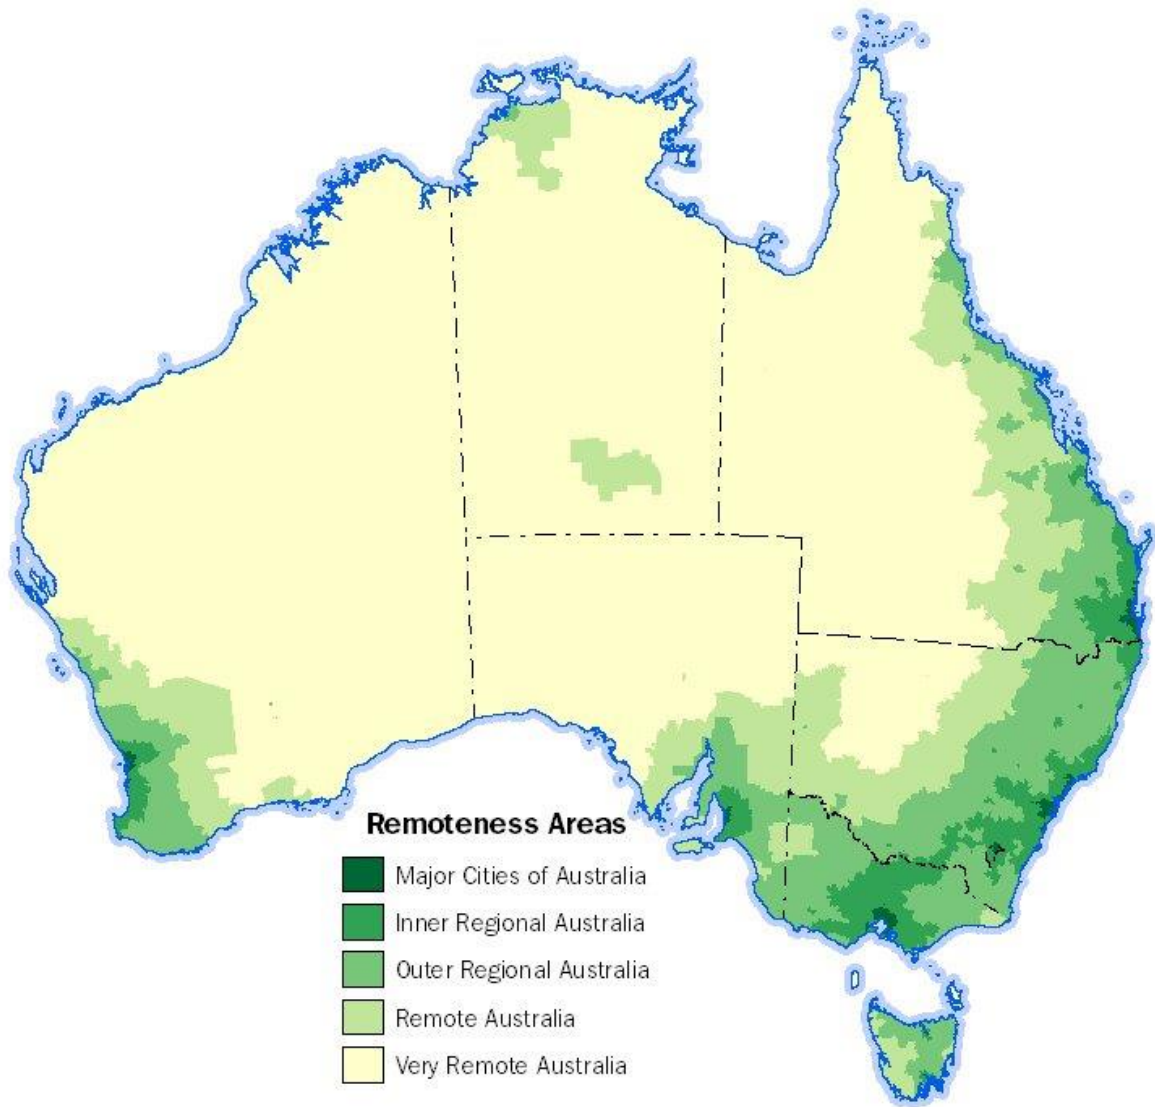 Remoteness Areas
Major Cities of Australia
Inner Regional Australia
Outer Regional Australia
Remote Australia
Very Remote Australia